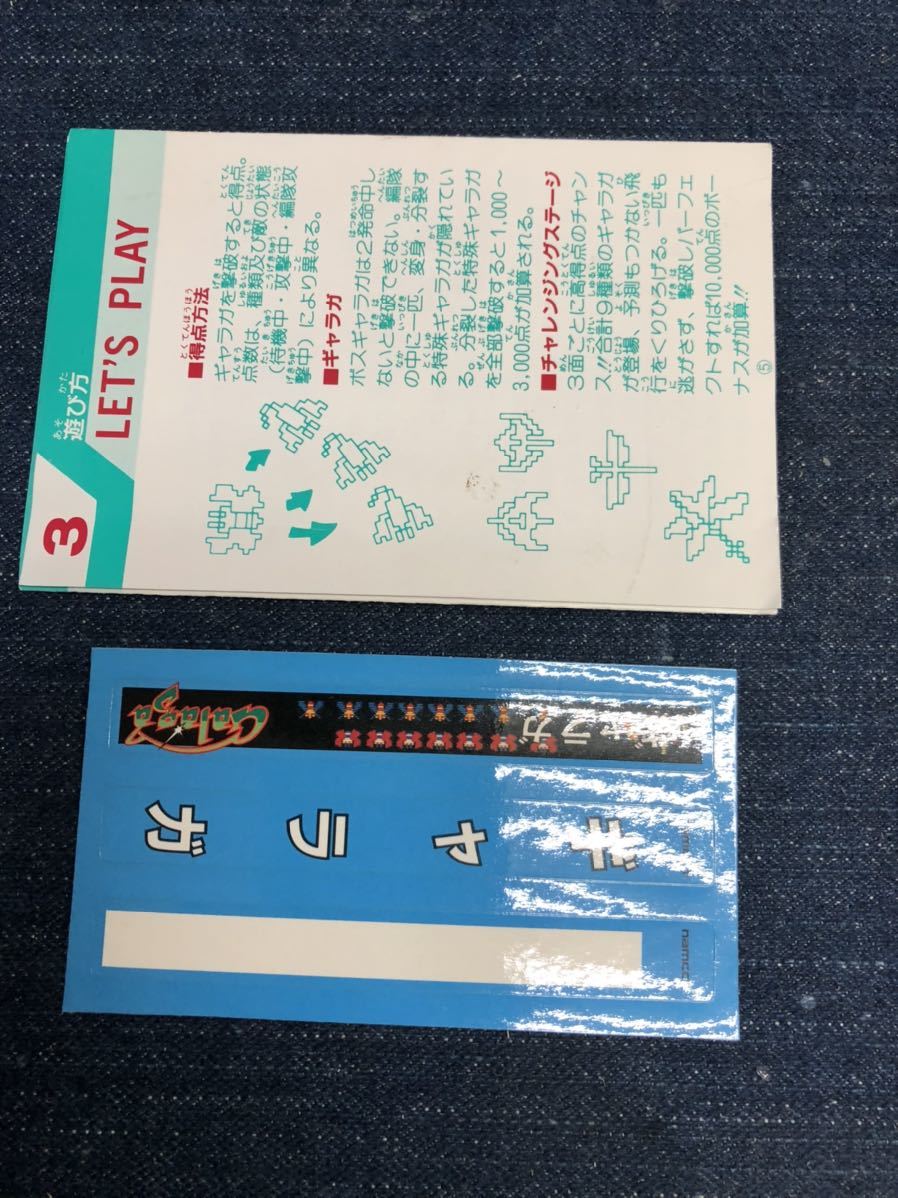 3
遊び方
LET'S PLAY
■得点方法
ギャラガを撃破すると得点。
点数は、種類及び敵の状態
(待機中・攻撃中・編隊攻
撃中)により異なる。
■ギャラガ
ボスギャラガは2発命中し
ないと撃破できない。編隊
の中に一匹、変身・分裂す
る特殊ギャラガが隠れてい
る。分裂した特殊ギャラガ
を全部撃破すると1,000〜
3,000点が加算される。
■チャレンジングステージ
3面ごとに高得点のチャン
ス!!合計9種類のギャラガ
が登場、予測もつかない飛
行をくりひろげる。一匹も
逃がさず、撃破しパーフェ
クトすれば10,000点のボー
ナスが加算!!
⑤
Galaga
ギャラガ
ギャラガ
namco